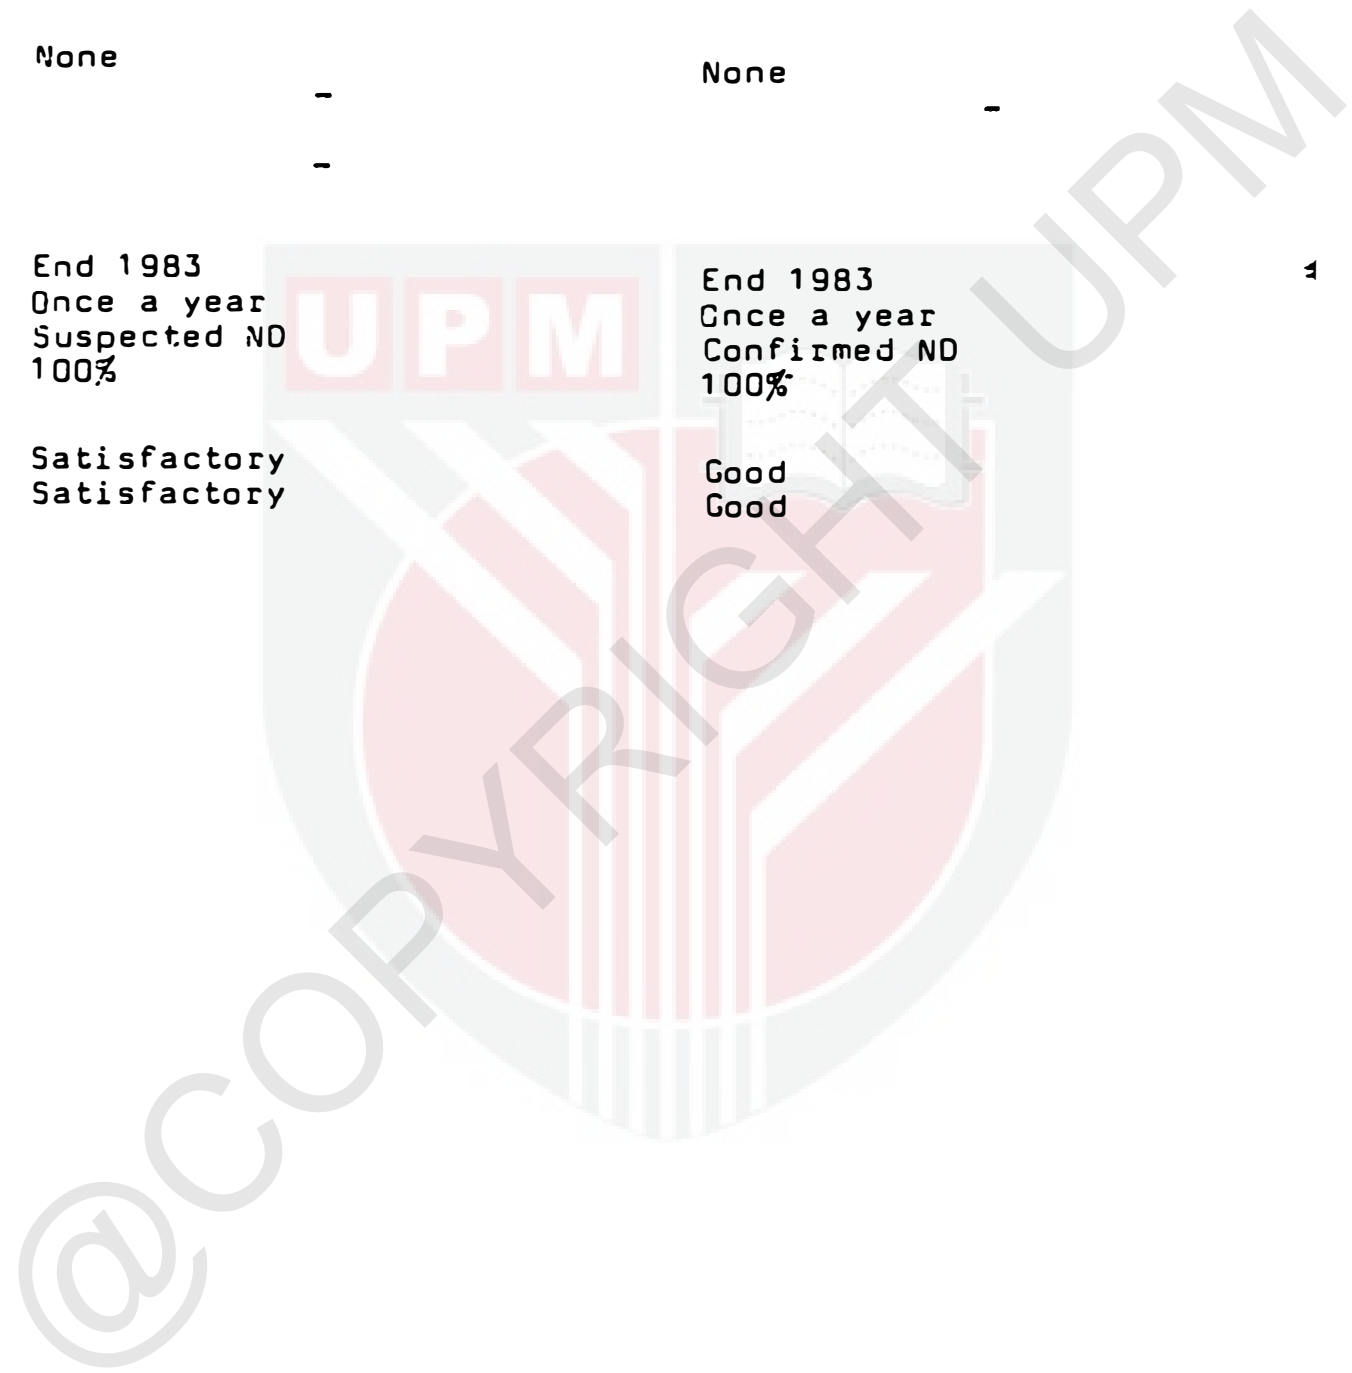 None
-
-
End 1983
Once a year
Suspected ND
100%
Satisfactory
Satisfactory
None
-
End 1983
Once a year
Confirmed ND
100%
Good
Good
UPM
@COPYRIGHT UPM